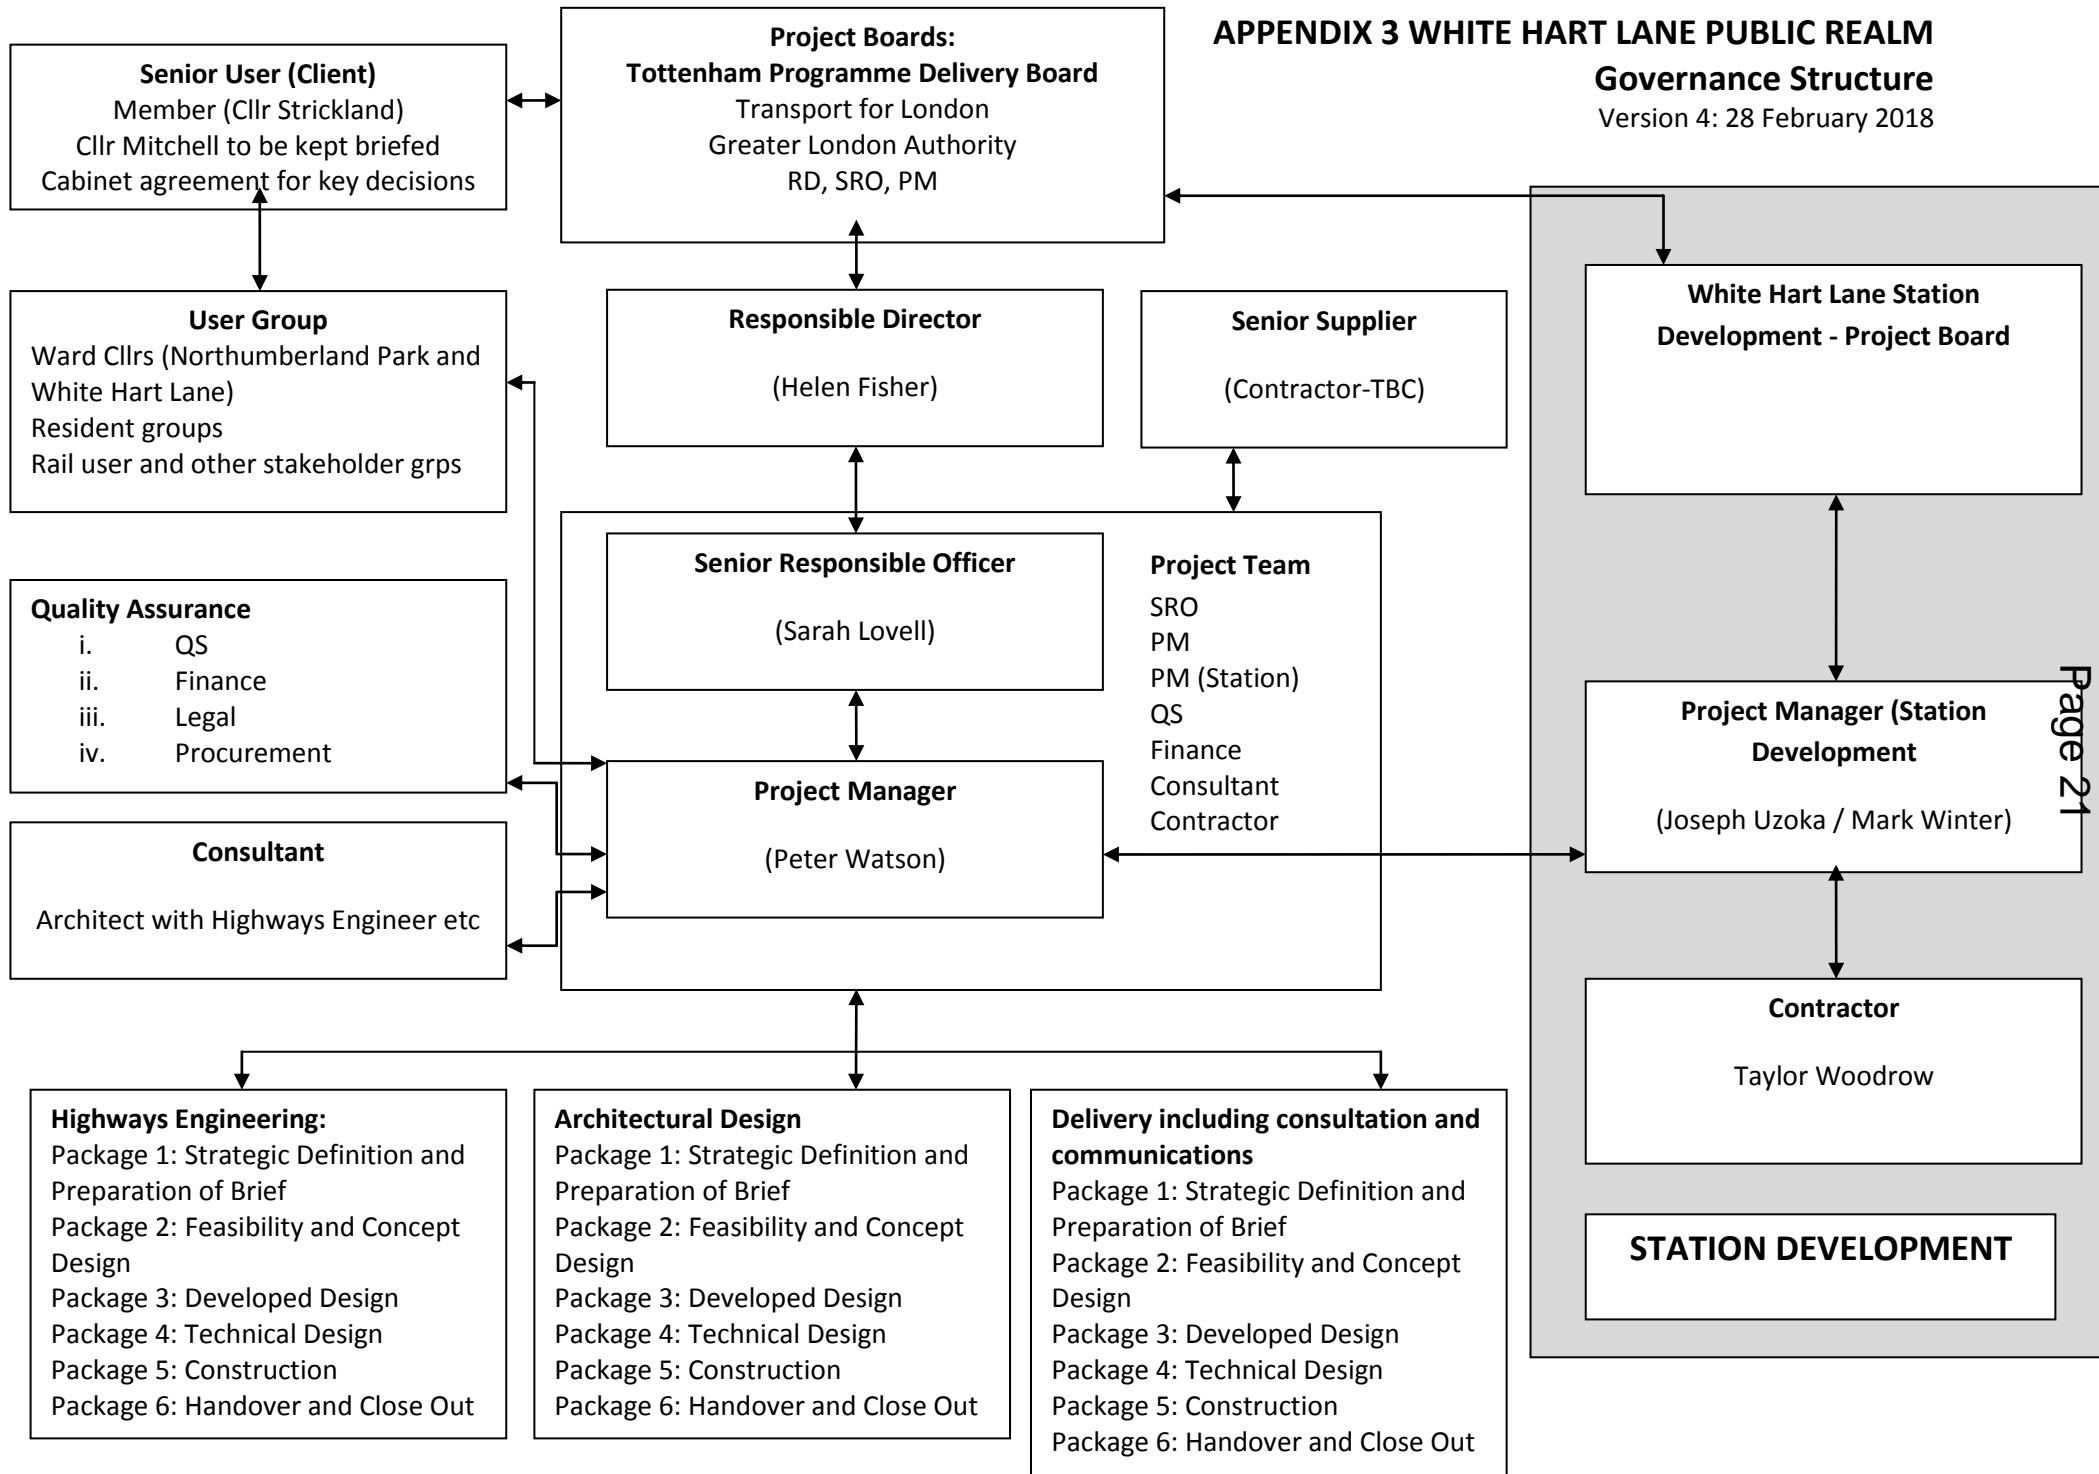 APPENDIX 3 WHITE HART LANE PUBLIC REALM
Governance Structure
Version 4: 28 February 2018
Senior User (Client)
Member (Cllr Strickland)
Cllr Mitchell to be kept briefed
Cabinet agreement for key decisions
Project Boards:
Tottenham Programme Delivery Board
Transport for London
Greater London Authority
RD, SRO, PM
User Group
Ward Cllrs (Northumberland Park and
White Hart Lane)
Resident groups
Rail user and other stakeholder grps
Responsible Director
(Helen Fisher)
Senior Supplier
(Contractor-TBC)
White Hart Lane Station
Development - Project Board
Quality Assurance
i. QS
ii. Finance
iii. Legal
iv. Procurement
Senior Responsible Officer
(Sarah Lovell)
Project Team
SRO
PM
PM (Station)
QS
Finance
Consultant
Contractor
Project Manager
(Peter Watson)
Project Manager (Station
Development
(Joseph Uzoka / Mark Winter)
Page 21
Consultant
Architect with Highways Engineer etc
Contractor
Taylor Woodrow
STATION DEVELOPMENT
Highways Engineering:
Package 1: Strategic Definition and
Preparation of Brief
Package 2: Feasibility and Concept
Design
Package 3: Developed Design
Package 4: Technical Design
Package 5: Construction
Package 6: Handover and Close Out
Architectural Design
Package 1: Strategic Definition and
Preparation of Brief
Package 2: Feasibility and Concept
Design
Package 3: Developed Design
Package 4: Technical Design
Package 5: Construction
Package 6: Handover and Close Out
Delivery including consultation and
communications
Package 1: Strategic Definition and
Preparation of Brief
Package 2: Feasibility and Concept
Design
Package 3: Developed Design
Package 4: Technical Design
Package 5: Construction
Package 6: Handover and Close Out